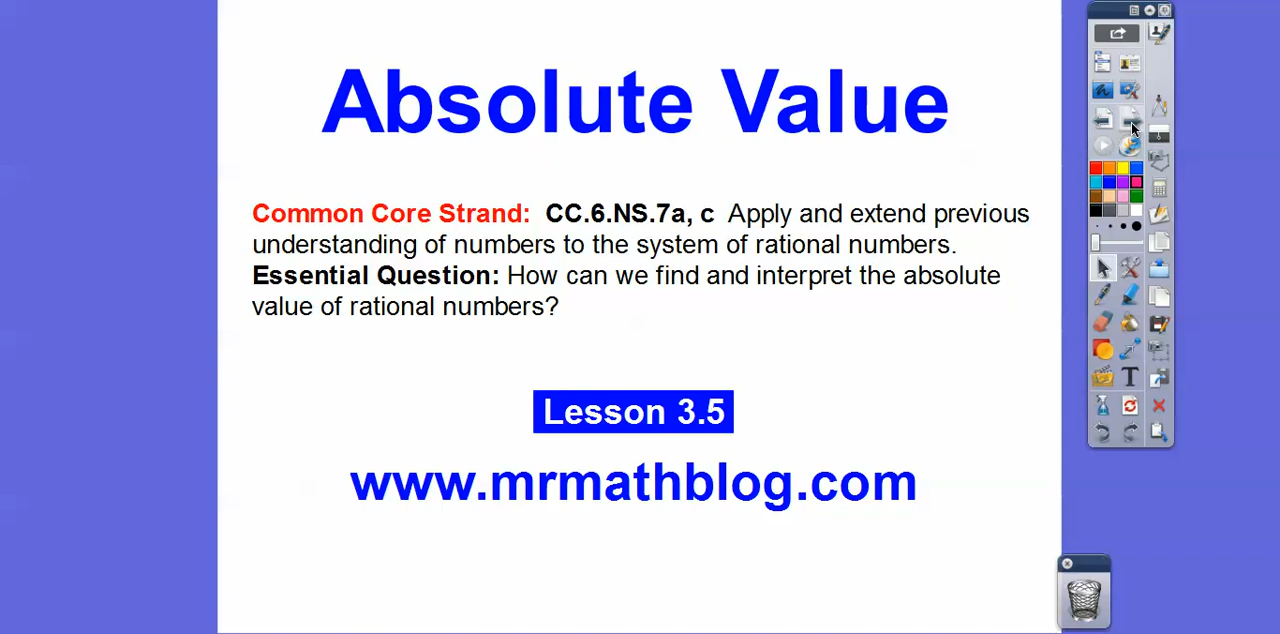 Absolute Value
Common Core Strand: CC.6.NS.7a, c Apply and extend previous
understanding of numbers to the system of rational numbers.
Essential Question: How can we find and interpret the absolute
value of rational numbers?
Lesson 3.5
www.mrmathblog.com
T